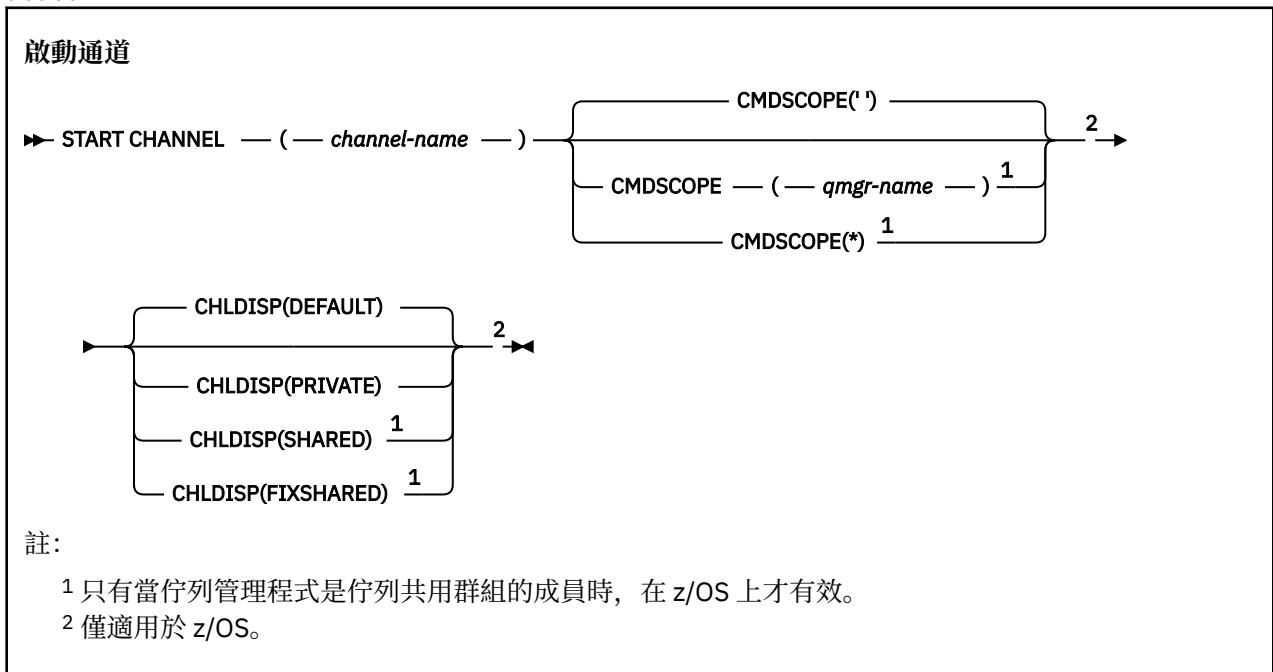 啟動通道
CMDSCOPE(' ')
START CHANNEL ( channel-name ) 2
CMDSCOPE ( qmgr-name ) 1
CMDSCOPE(*) 1
CHLDISP(DEFAULT)
2
CHLDISP(PRIVATE)
CHLDISP(SHARED) 1
CHLDISP(FIXSHARED) 1
註：
1 只有當佇列管理程式是佇列共用群組的成員時，在 z/OS 上才有效。
2 僅適用於 z/OS。